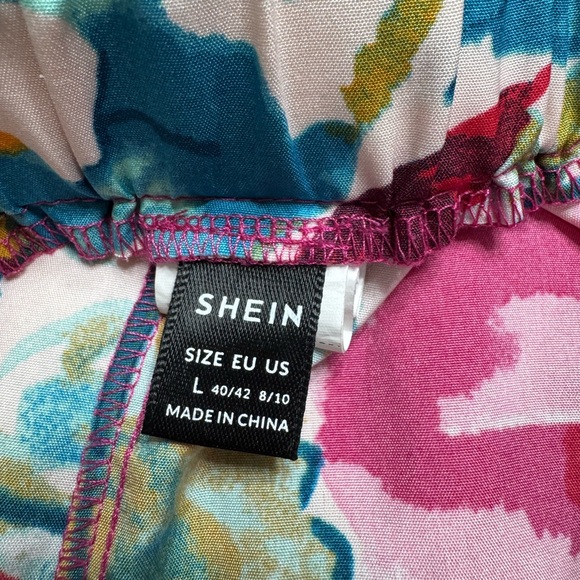 SHEIN
SIZE EU US
L 40/42 8/10
MADE IN CHINA